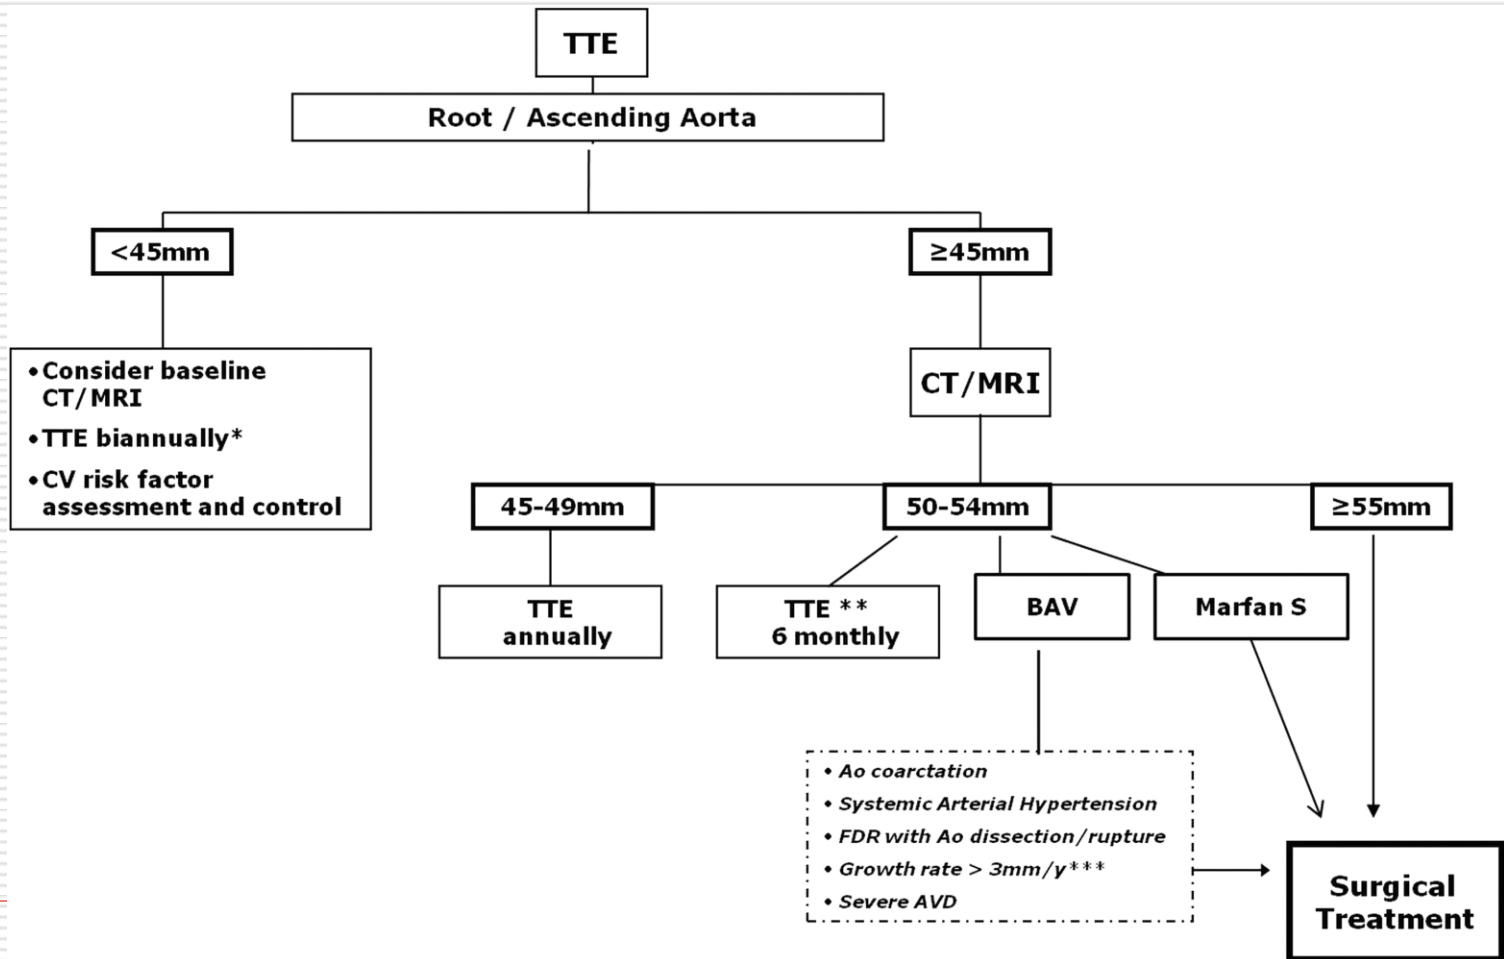 TTE
Root / Ascending Aorta
<45mm
≥45mm
• Consider baseline
CT/MRI
• TTE biannually*
• CV risk factor
assessment and control
CT/MRI
45-49mm
50-54mm
≥55mm
TTE
annually
TTE **
6 monthly
BAV
Marfan S
• Ao coarctation
• Systemic Arterial Hypertension
• FDR with Ao dissection/rupture
• Growth rate > 3mm/y***
• Severe AVD
Surgical
Treatment